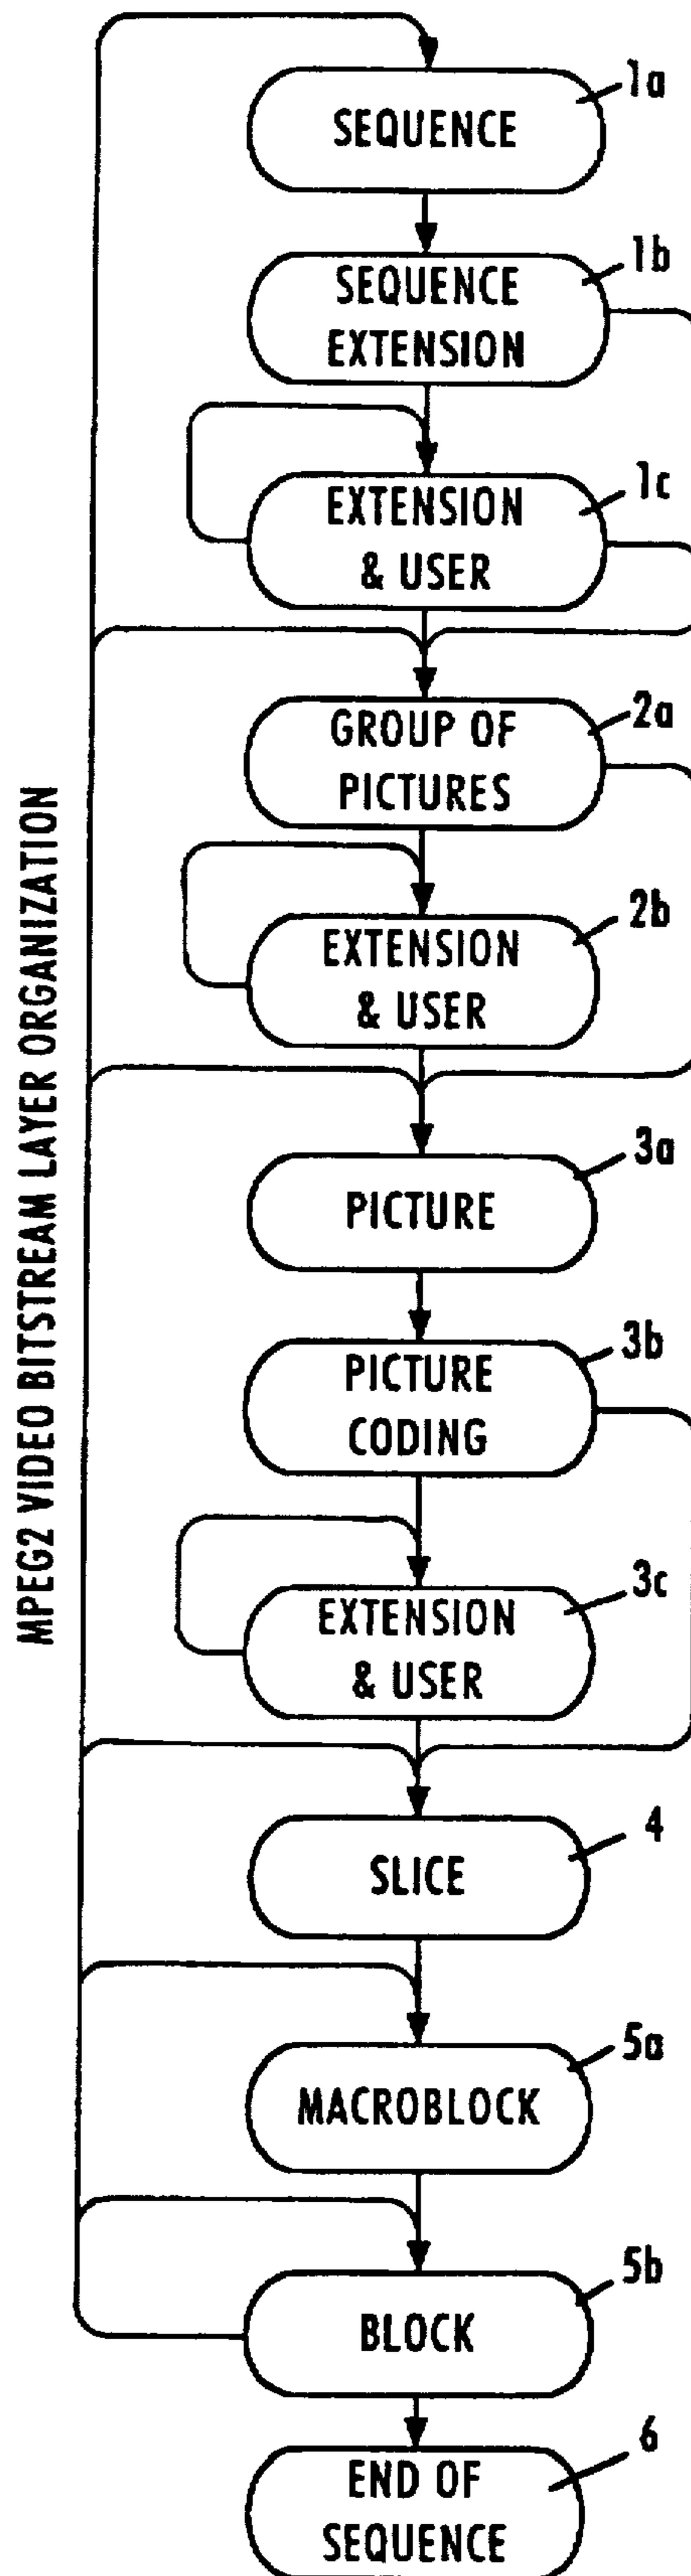 MPEG2 VIDEO BITSTREAM LAYER ORGANIZATION
1a
SEQUENCE
1b
SEQUENCE
EXTENSION
1c
EXTENSION
& USER
2a
GROUP OF
PICTURES
2b
EXTENSION
& USER
3a
PICTURE
3b
PICTURE
CODING
3c
EXTENSION
& USER
4
SLICE
5a
MACROBLOCK
5b
BLOCK
6
END OF
SEQUENCE